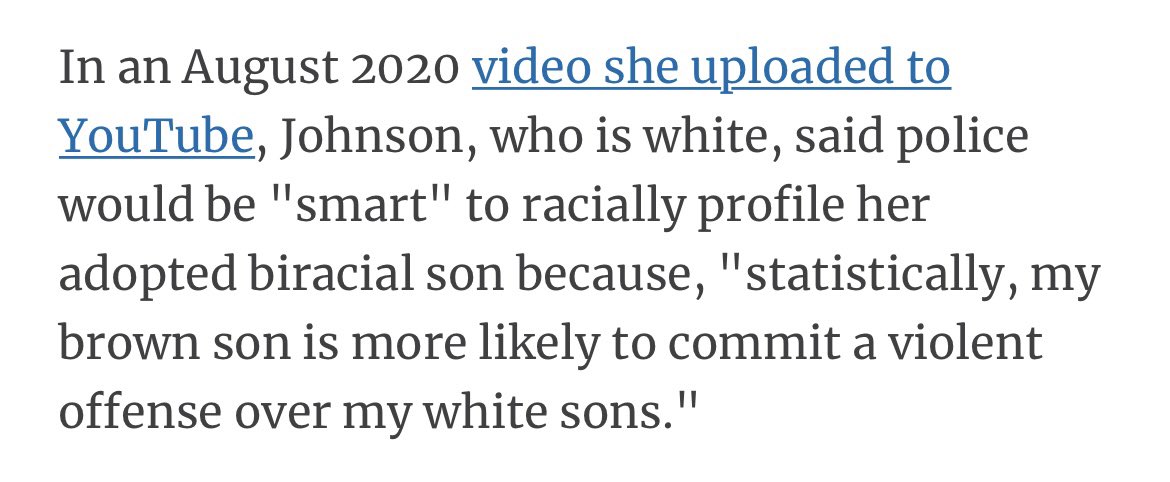 In an August 2020 video she uploaded to
YouTube, Johnson, who is white, said police
would be "smart" to racially profile her
adopted biracial son because, "statistically, my
brown son is more likely to commit a violent
offense over my white sons."